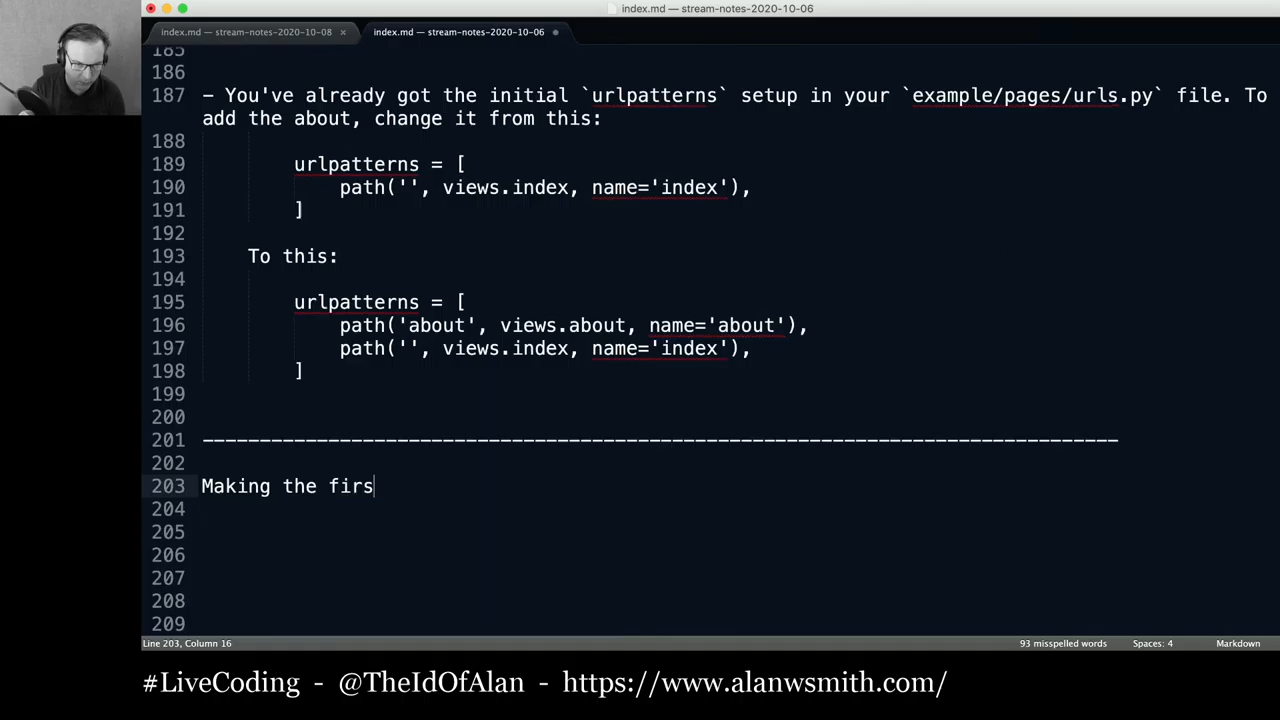 index.md — stream-notes-2020-10-06
index.md — stream-notes-2020-10-08 ×
index.md — stream-notes-2020-10-06
185
186
187 - You've already got the initial `urlpatterns` setup in your `example/pages/urls.py` file. To
add the about, change it from this:
188
189 urlpatterns = [
190 path('', views.index, name='index'),
191 ]
192
193 To this:
194
195 urlpatterns = [
196 path('about', views.about, name='about'),
197 path('', views.index, name='index'),
198 ]
199
200
201 --------------------------------------------------------------------------------
202
203 Making the firs
204
205
206
207
208
209
Line 203, Column 16 93 misspelled words Spaces: 4 Markdown
#LiveCoding - @TheIdOfAlan - https://www.alanwsmith.com/